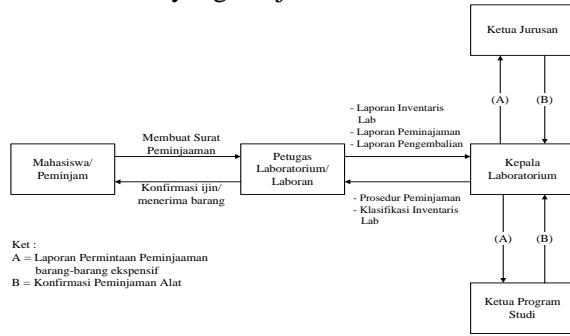 Ketua Jurusan
(A)
(B)
- Laporan Inventaris
Lab
- Laporan Peminajaman
- Laporan Pengembalian
Membuat Surat
Peminjaaman
Mahasiswa/
Peminjam
Petugas
Laboratorium/
Laboran
Kepala
Laboratorium
Konfirmasi ijin/
menerima barang
- Prosedur Peminjaman
- Klasifikasi Inventaris
Lab
(A)
(B)
Ket :
A = Laporan Permintaan Peminjaaman
barang-barang ekspensif
B = Konfirmasi Peminjaman Alat
Ketua Program
Studi